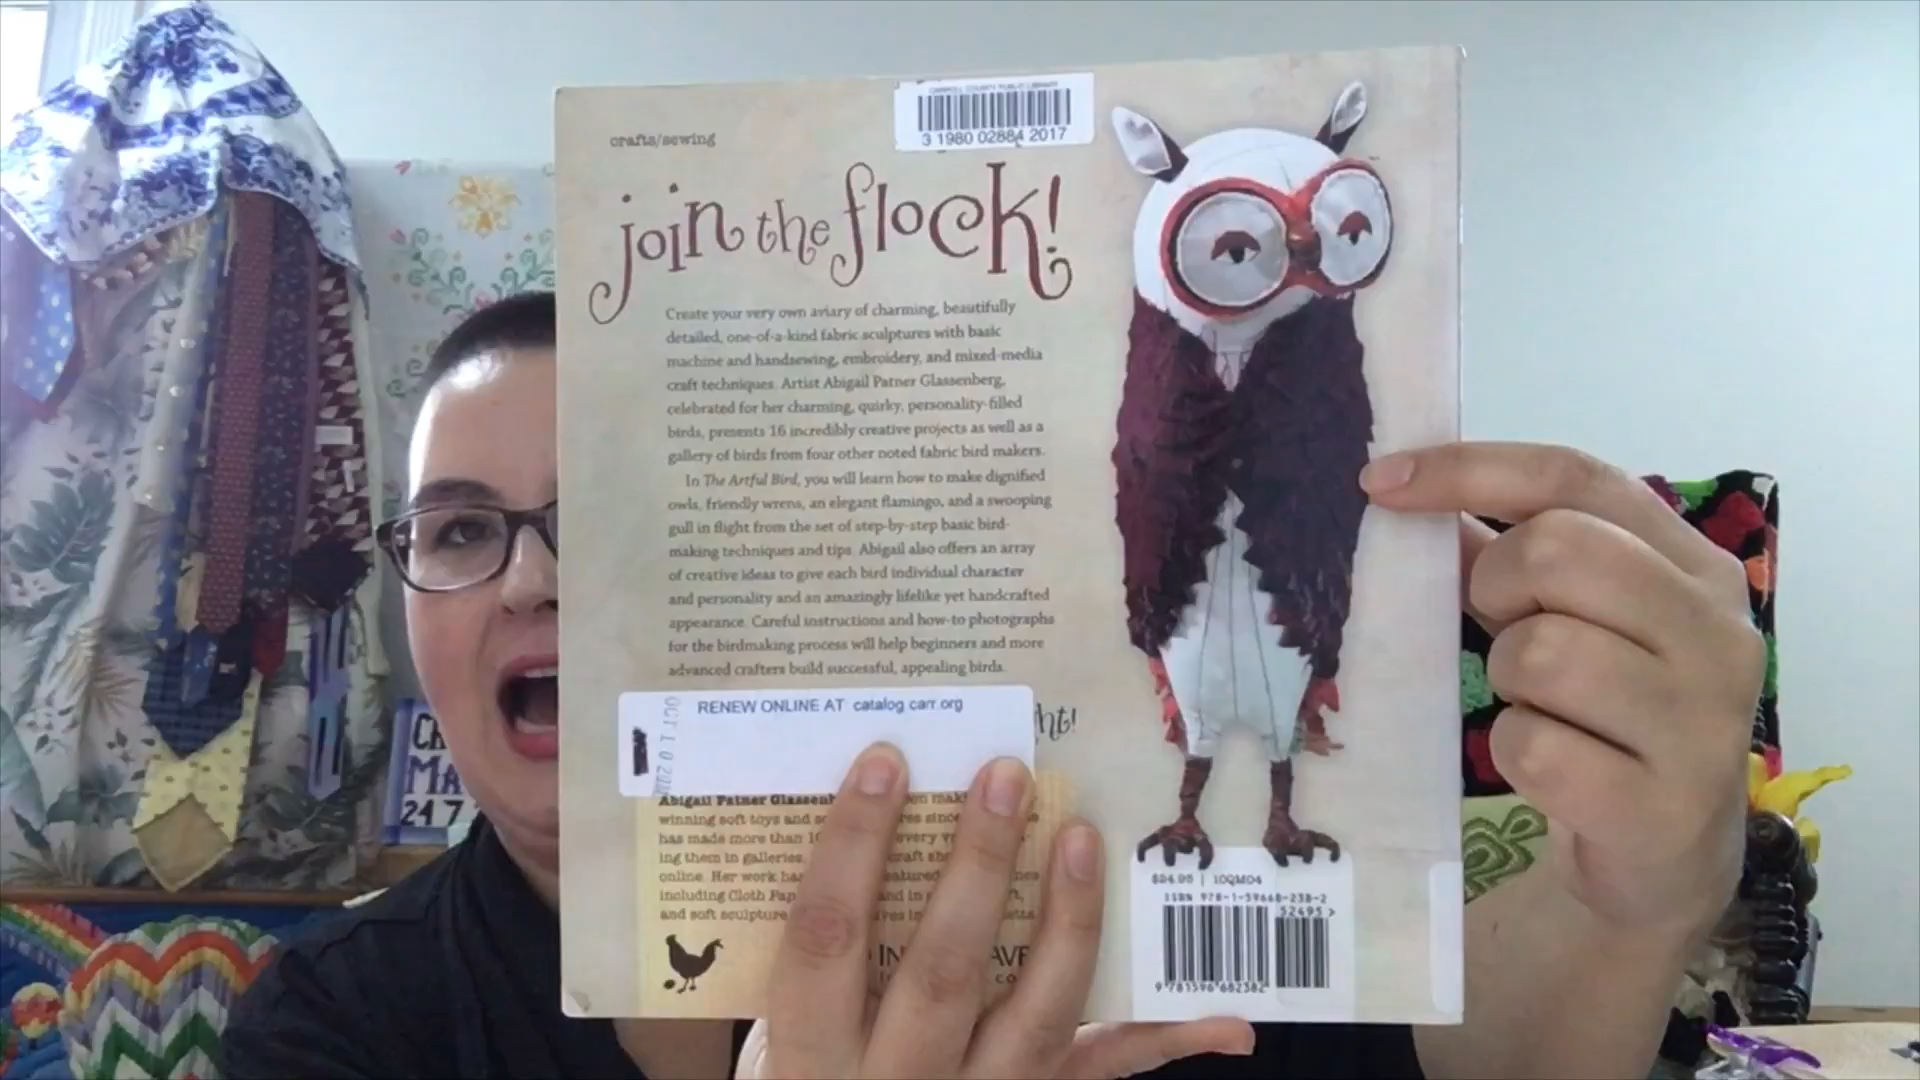 CARROLL COUNTY PUBLIC LIBRARY
3 1980 02884 2017
crafts/sewing
join the flock!
Create your very own aviary of charming, beautifully
detailed, one-of-a-kind fabric sculptures with basic
machine and handsewing, embroidery, and mixed-media
craft techniques. Artist Abigail Patner Glassenberg,
celebrated for her charming, quirky, personality-filled
birds, presents 16 incredibly creative projects as well as a
gallery of birds from four other noted fabric bird makers.
In The Artful Bird, you will learn how to make dignified
owls, friendly wrens, an elegant flamingo, and a swooping
gull in flight from the set of step-by-step basic bird-
making techniques and tips. Abigail also offers an array
of creative ideas to give each bird individual character
and personality and an amazingly lifelike yet handcrafted
appearance. Careful instructions and how-to photographs
for the birdmaking process will help beginners and more
advanced crafters build successful, appealing birds.
RENEW ONLINE AT catalog.carr.org
OCT 10
Abigail Patner
winning soft toys and
has made more than
ing them in galleries,
online. Her work
including Cloth
and soft sculpture
$24.95 | 10QM04
ISBN 978-1-59668-238-2
52495>
9 781596 682382
24 7